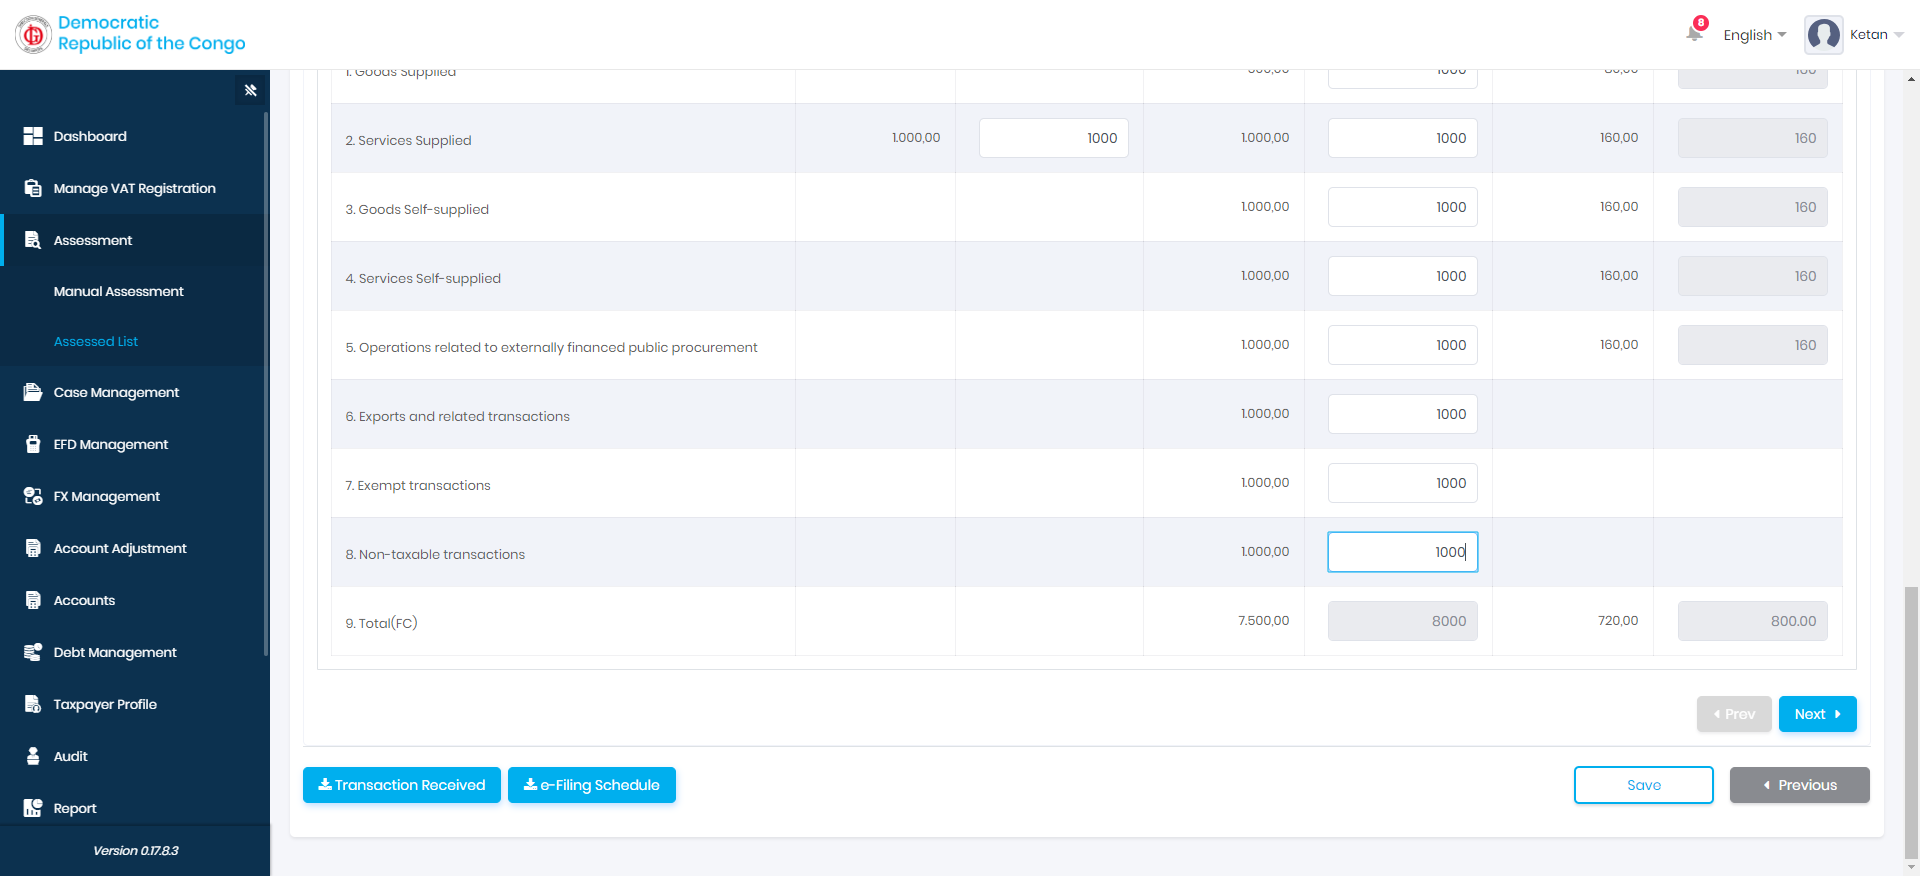 Democratic
Republic of the Congo
8
English
Ketan
Dashboard
Manage VAT Registration
Assessment
Manual Assessment
Assessed List
Case Management
EFD Management
FX Management
Account Adjustment
Accounts
Debt Management
Taxpayer Profile
Audit
Report
Version 0.17.8.3
1. Goods Supplied 1000 160
2. Services Supplied 1.000,00 1000 1.000,00 1000 160,00 160
3. Goods Self-supplied 1.000,00 1000 160,00 160
4. Services Self-supplied 1.000,00 1000 160,00 160
5. Operations related to externally financed public procurement 1.000,00 1000 160,00 160
6. Exports and related transactions 1.000,00 1000
7. Exempt transactions 1.000,00 1000
8. Non-taxable transactions 1.000,00 1000
9. Total(FC) 7.500,00 8000 720,00 800.00
Prev Next
Transaction Received e-Filing Schedule Save Previous